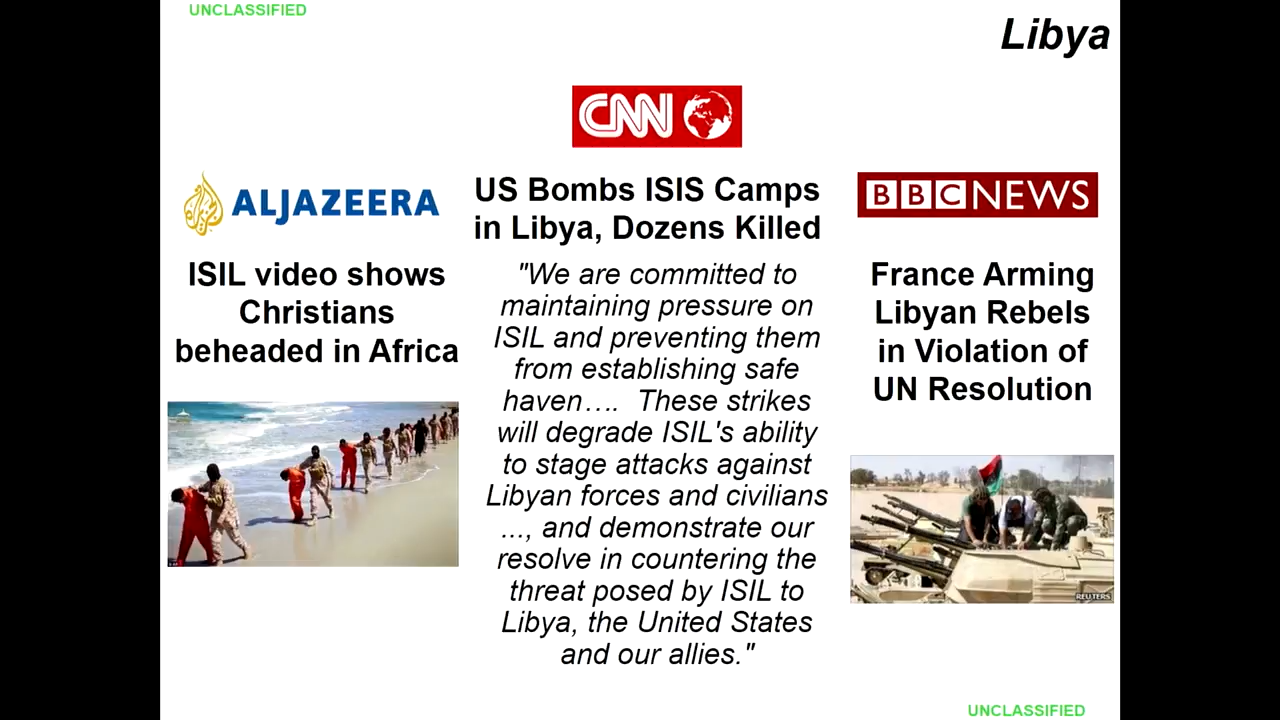 UNCLASSIFIED
Libya
CNN
ALJAZEERA
ISIL video shows
Christians
beheaded in Africa
US Bombs ISIS Camps
in Libya, Dozens Killed
"We are committed to
maintaining pressure on
ISIL and preventing them
from establishing safe
haven…. These strikes
will degrade ISIL's ability
to stage attacks against
Libyan forces and civilians
..., and demonstrate our
resolve in countering the
threat posed by ISIL to
Libya, the United States
and our allies."
BBC NEWS
France Arming
Libyan Rebels
in Violation of
UN Resolution
REUTERS
UNCLASSIFIED